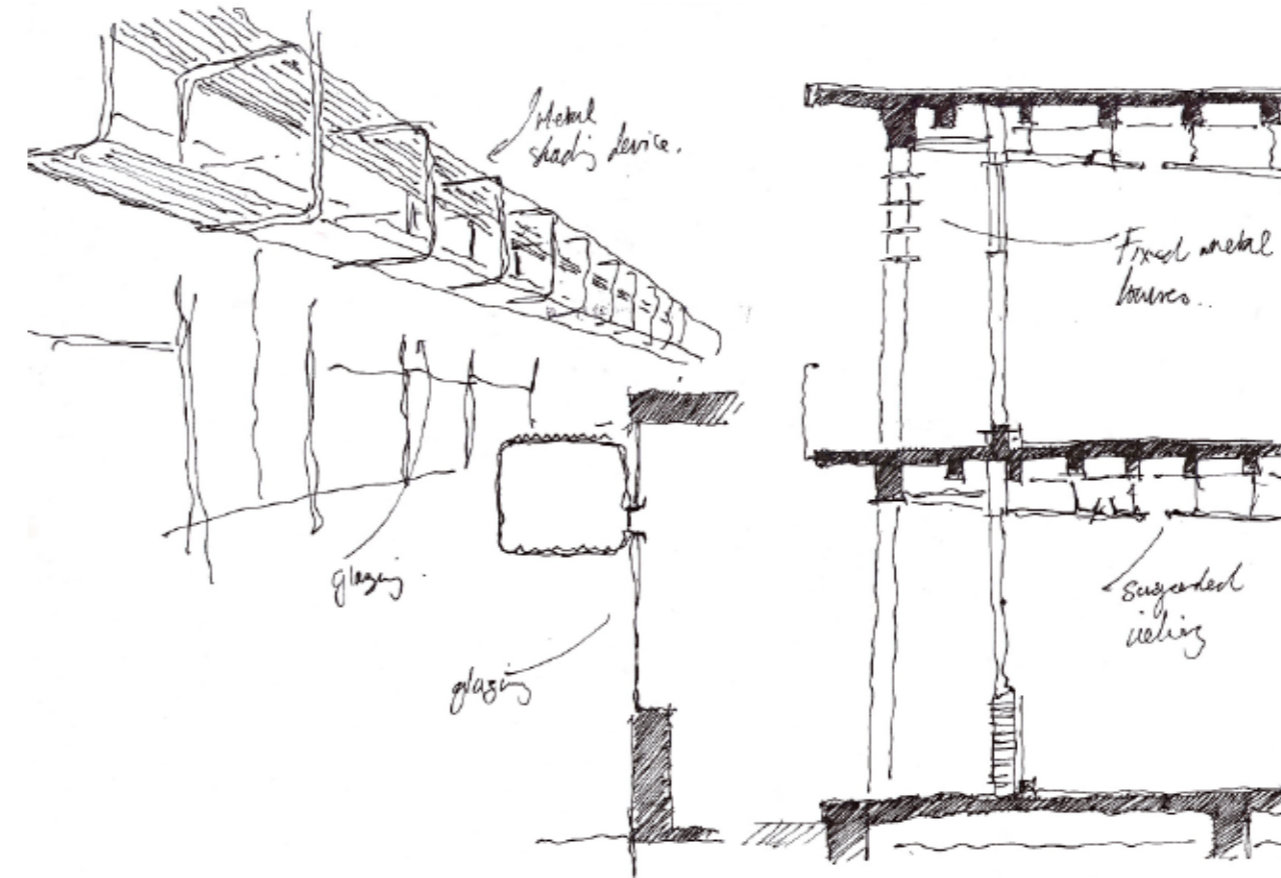 Metal
shading device.
glazing.
glazing
Fixed metal
louvres..
suspended
ceiling